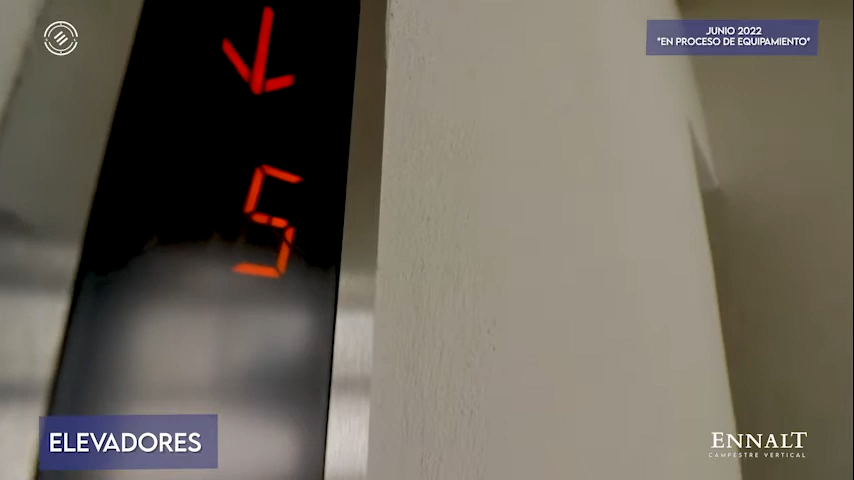 JUNIO 2022
"EN PROCESO DE EQUIPAMIENTO"
5
ELEVADORES
ENNALT
CAMPESTRE VERTICAL